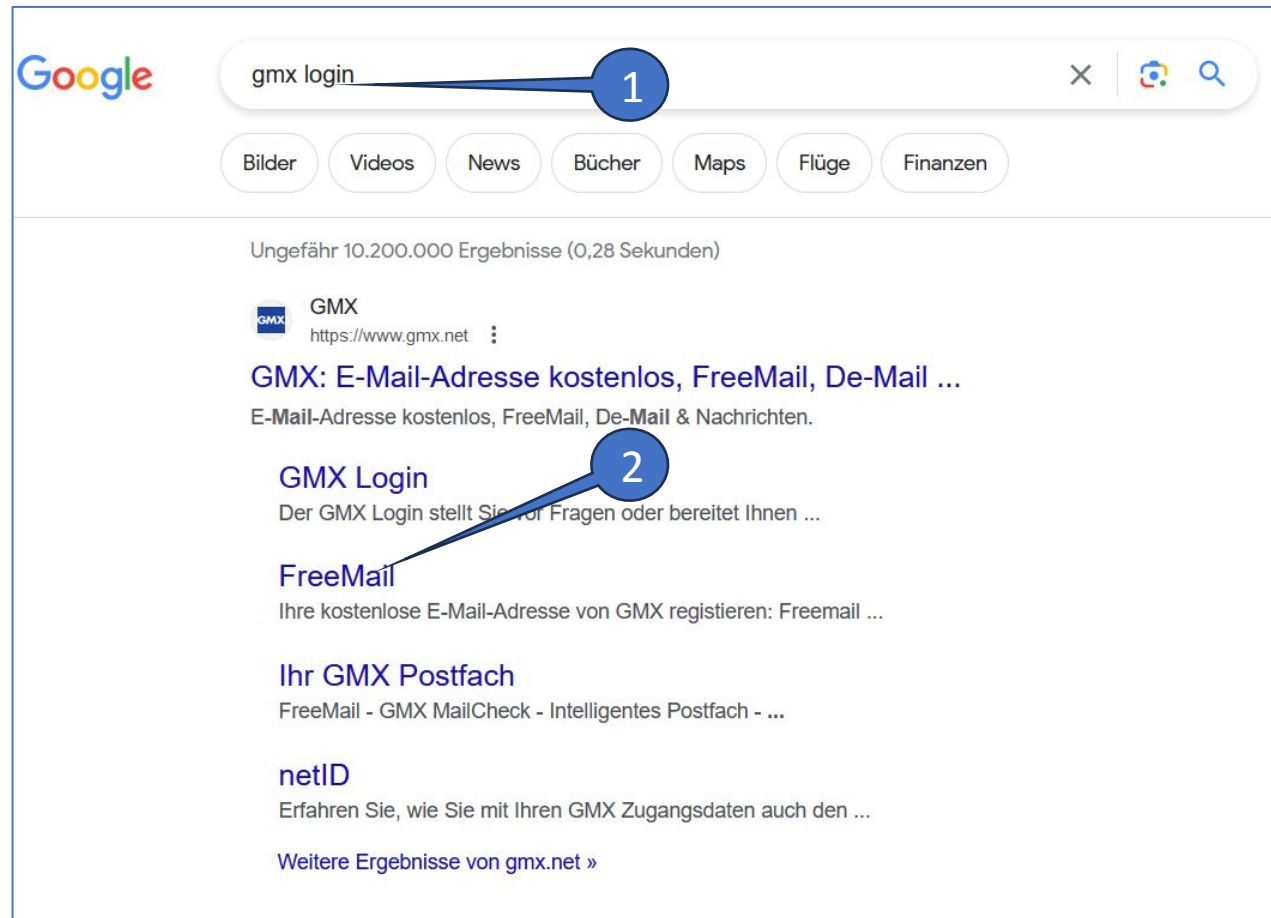 Google
gmx login
1
Bilder Videos News Bücher Maps Flüge Finanzen
Ungefähr 10.200.000 Ergebnisse (0,28 Sekunden)
GMX
GMX
https://www.gmx.net
GMX: E-Mail-Adresse kostenlos, FreeMail, De-Mail ...
E-Mail-Adresse kostenlos, FreeMail, De-Mail & Nachrichten.
GMX Login
2
Der GMX Login stellt Sie vor Fragen oder bereitet Ihnen ...
FreeMail
Ihre kostenlose E-Mail-Adresse von GMX registieren: Freemail ...
Ihr GMX Postfach
FreeMail - GMX MailCheck - Intelligentes Postfach - ...
netID
Erfahren Sie, wie Sie mit Ihren GMX Zugangsdaten auch den ...
Weitere Ergebnisse von gmx.net »